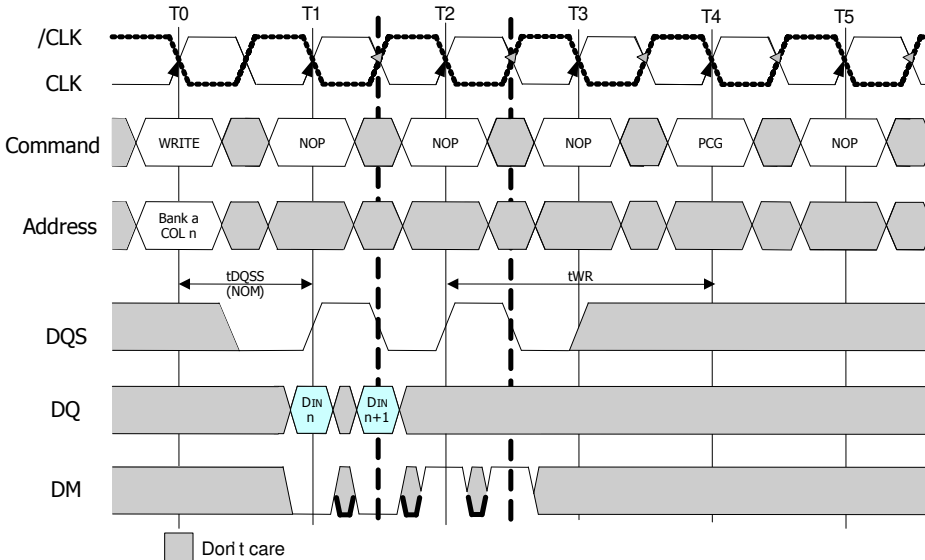 T0 T1 T2 T3 T4 T5
/CLK
CLK
Command WRITE NOP NOP NOP PCG NOP
Address Bank a
COL n
tDQSS
(NOM)
tWR
DQS
DQ DIN
n
DIN
n+1
DM
Don't care